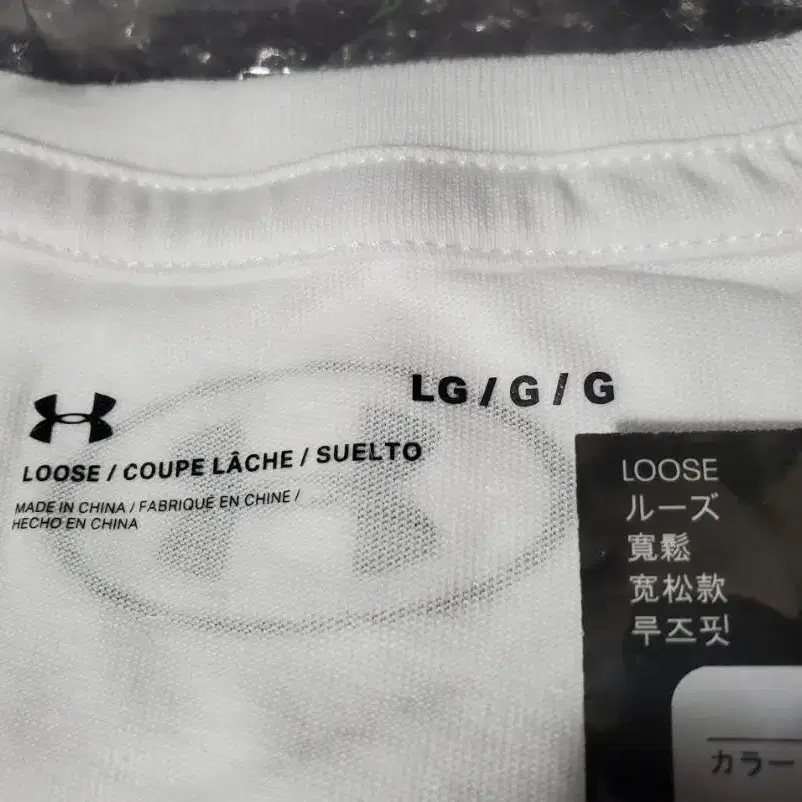 LG / G / G
LOOSE / COUPE LÂCHE / SUELTO
MADE IN CHINA / FABRIQUÉ EN CHINE /
HECHO EN CHINA
LOOSE
ルーズ
寬鬆
宽松款
루즈핏
カラー